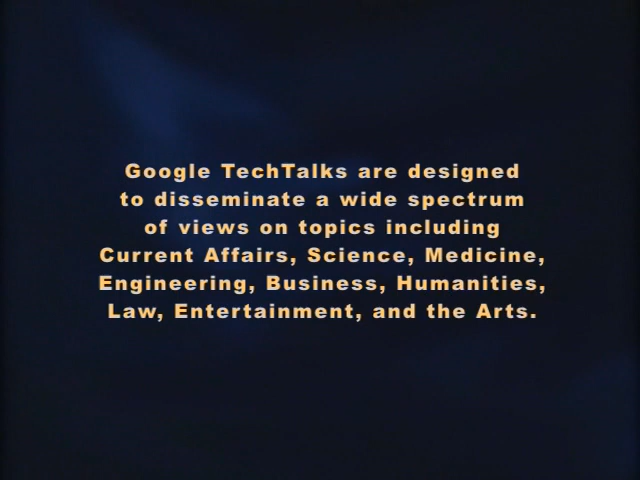 Google TechTalks are designed
to disseminate a wide spectrum
of views on topics including
Current Affairs, Science, Medicine,
Engineering, Business, Humanities,
Law, Entertainment, and the Arts.